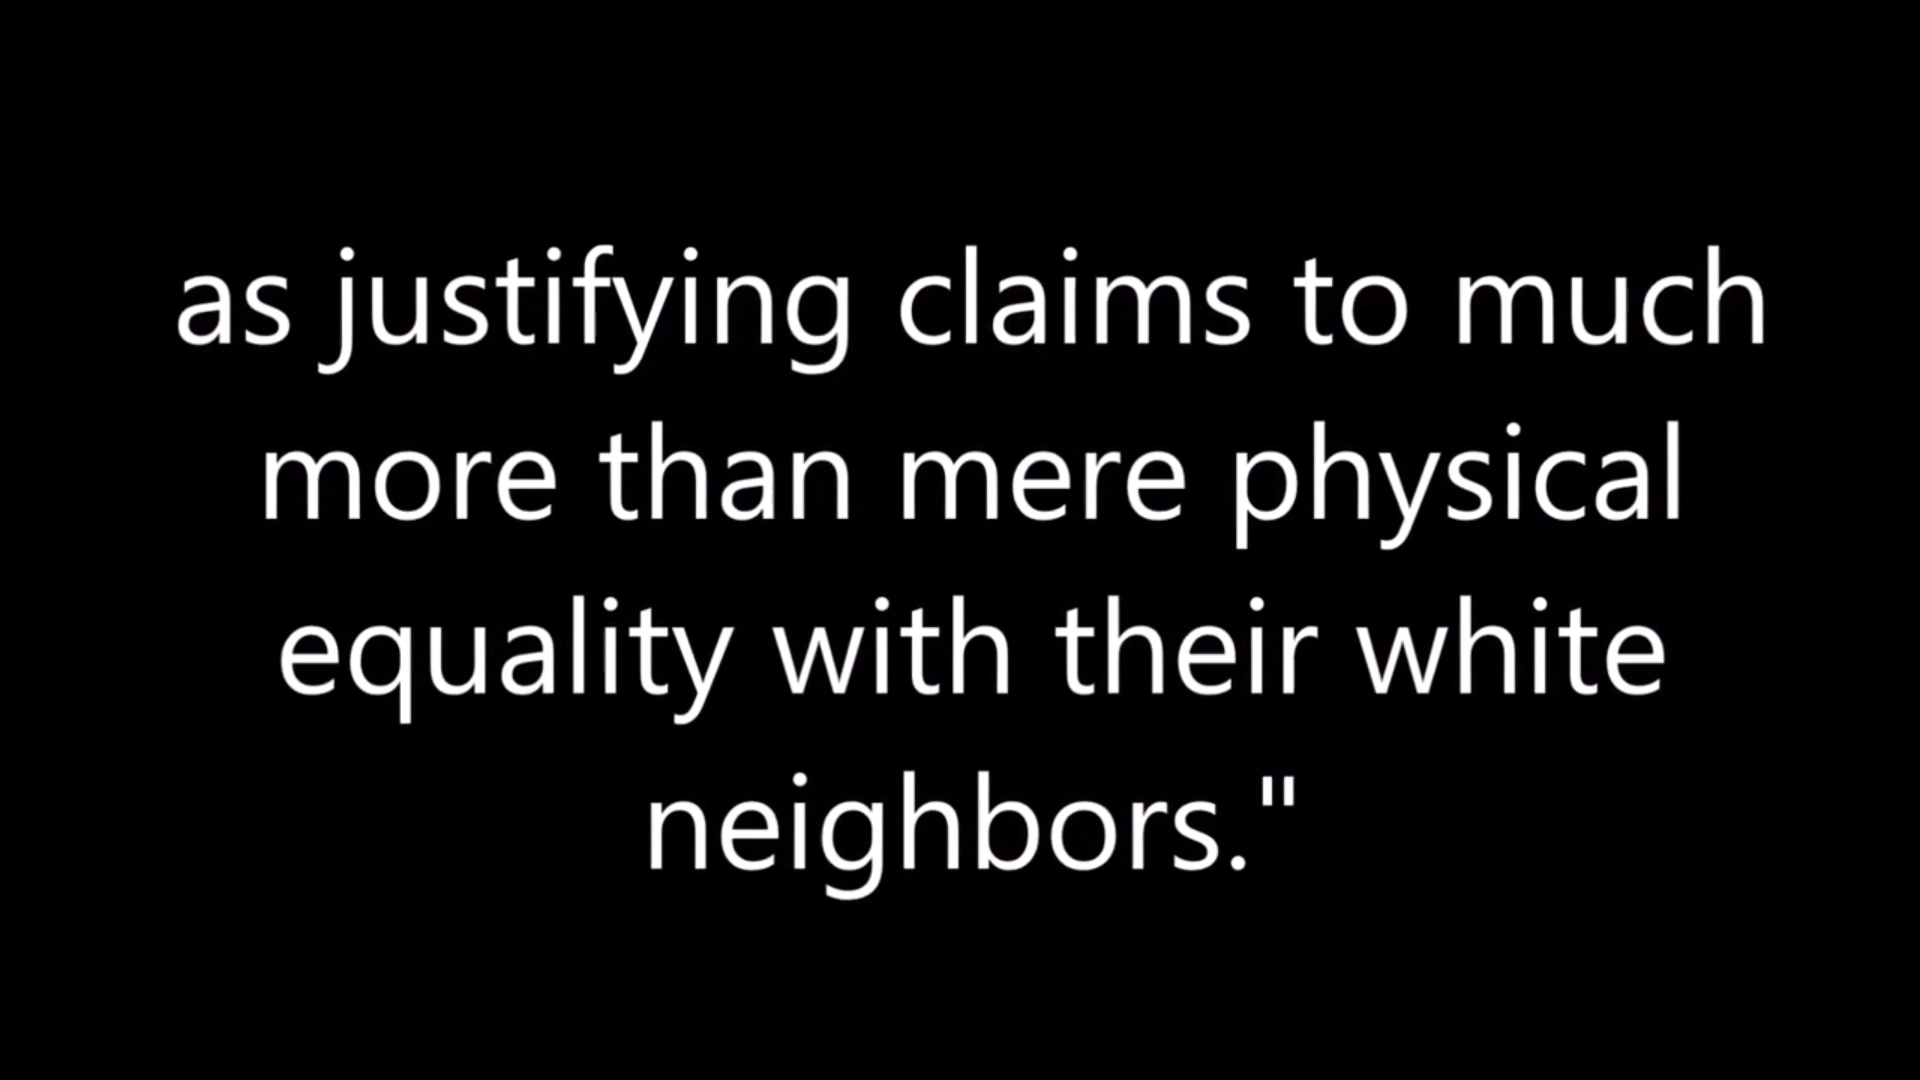 as justifying claims to much
more than mere physical
equality with their white
neighbors."